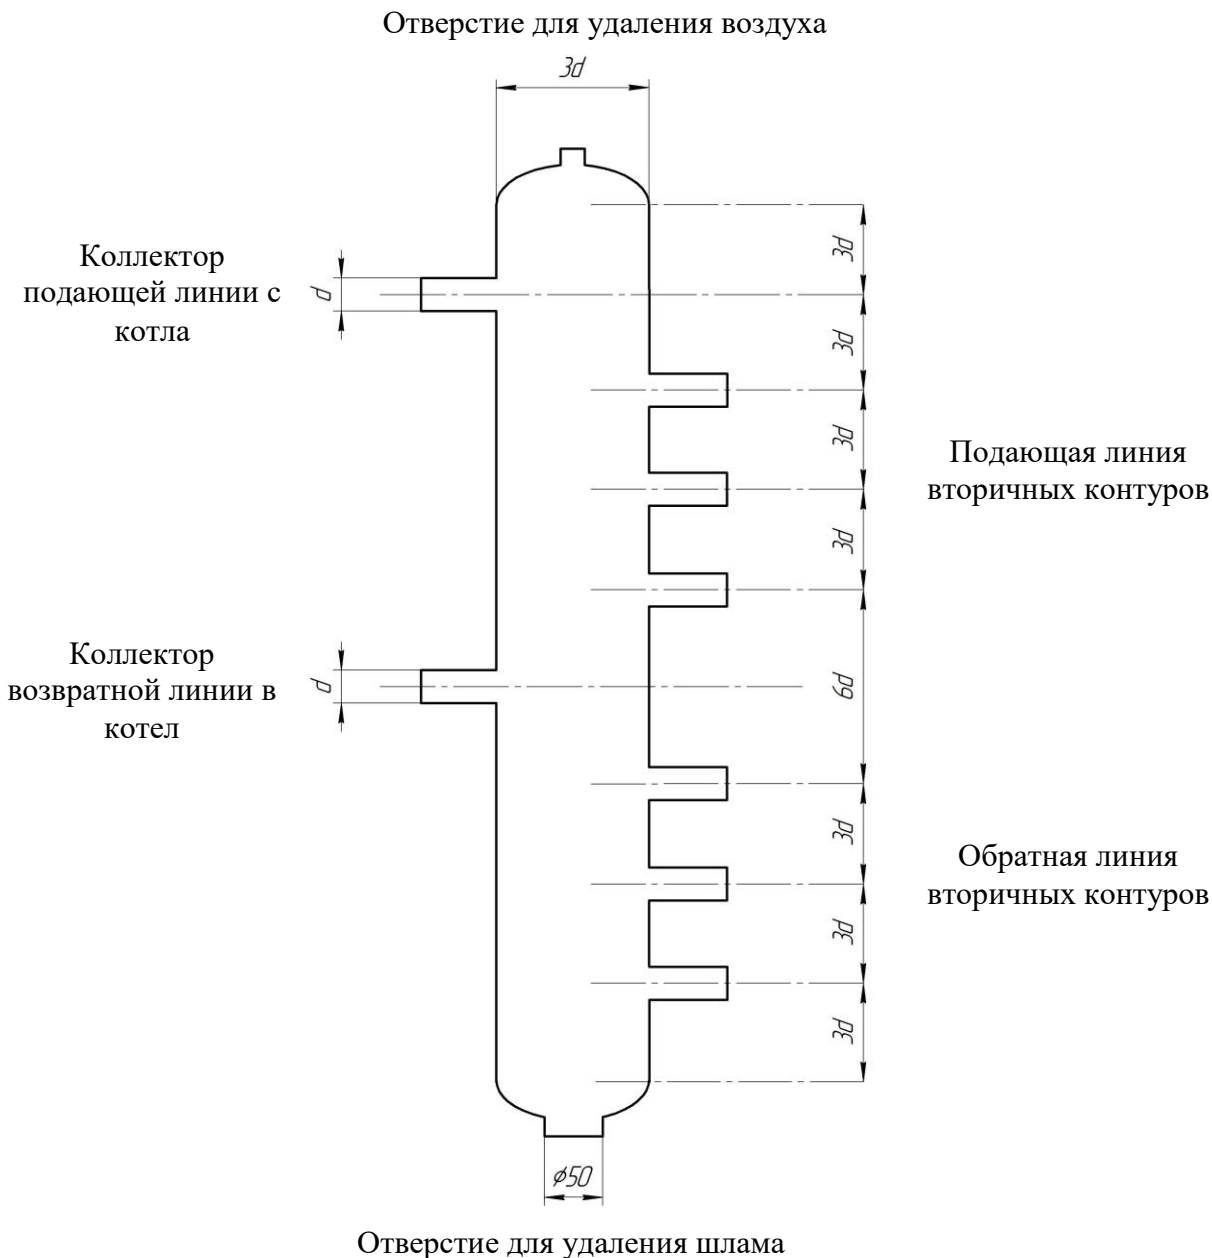 Отверстие для удаления воздуха
3d
3d
Коллектор
подающей линии с
котла
d
3d
3d
Подающая линия
вторичных контуров
3d
Коллектор
возвратной линии в
котел
d
6d
3d
Обратная линия
вторичных контуров
3d
3d
ϕ50
Отверстие для удаления шлама